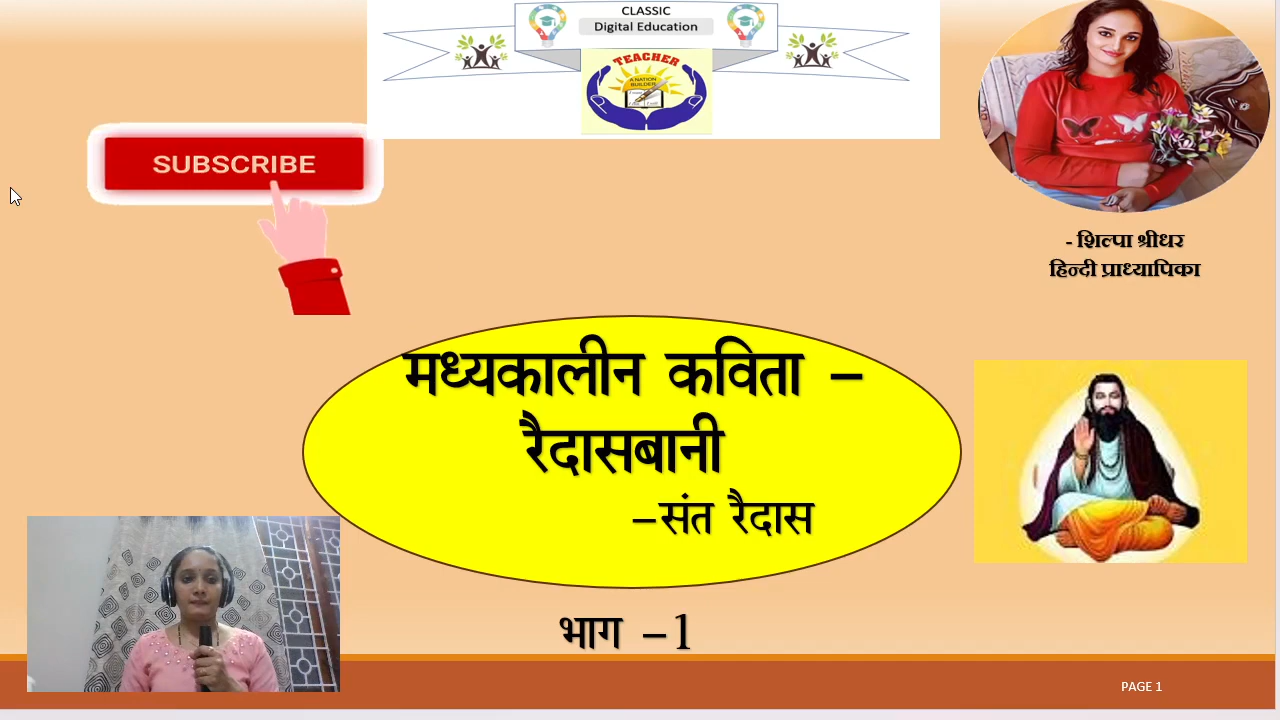 CLASSIC
Digital Education
TEACHER
A NATION
BUILDER
SUBSCRIBE
- शिल्पा श्रीधर
हिन्दी प्राध्यापिका
मध्यकालीन कविता –
रैदासबानी
–संत रैदास
भाग –1
PAGE 1